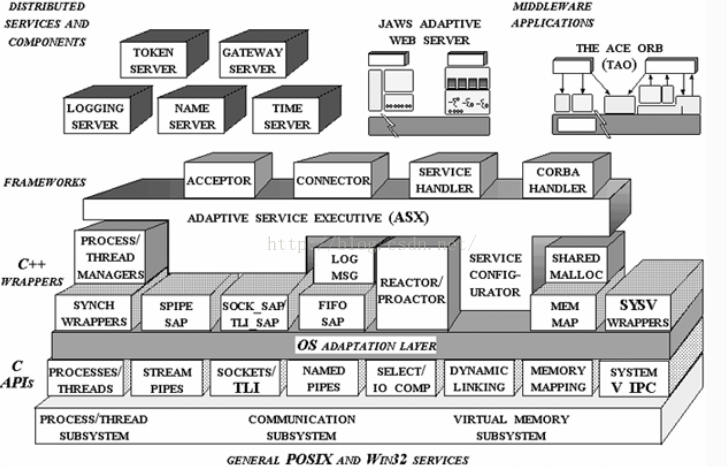 DISTRIBUTED
SERVICES AND
COMPONENTS
JAWS ADAPTIVE
WEB SERVER
MIDDLEWARE
APPLICATIONS
THE ACE ORB
(TAO)
TOKEN
SERVER
GATEWAY
SERVER
LOGGING
SERVER
NAME
SERVER
TIME
SERVER
FRAMEWORKS
ACCEPTOR
CONNECTOR
SERVICE
HANDLER
CORBA
HANDLER
ADAPTIVE SERVICE EXECUTIVE (ASX)
http://blog.csdn.net/
C++
WRAPPERS
PROCESS/
THREAD
MANAGERS
LOG
MSG
REACTOR/
PROACTOR
SERVICE
CONFIG-
URATOR
SHARED
MALLOC
SYNCH
WRAPPERS
SPIPE
SAP
SOCK_SAP/
TLI_SAP
FIFO
SAP
MEM
MAP
SYSV
WRAPPERS
OS ADAPTATION LAYER
C
APIS
PROCESSES/
THREADS
STREAM
PIPES
SOCKETS/
TLI
NAMED
PIPES
SELECT/
IO COMP
DYNAMIC
LINKING
MEMORY
MAPPING
SYSTEM
V IPC
PROCESS/THREAD
SUBSYSTEM
COMMUNICATION
SUBSYSTEM
VIRTUAL MEMORY
SUBSYSTEM
GENERAL POSIX AND WIN32 SERVICES